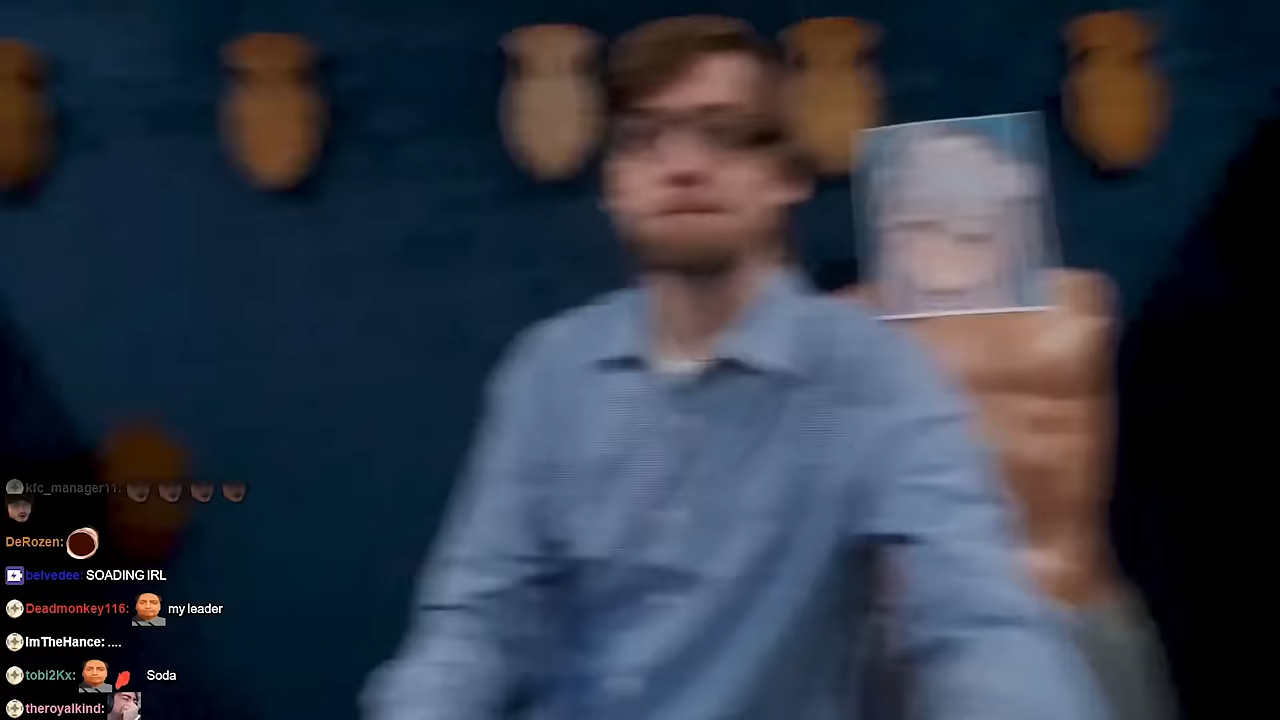 kfc_manager11:
DeRozen:
belvedee: SOADING IRL
Deadmonkey116: my leader
ImTheHance: ....
tobi2Kx: Soda
theroyalkind: